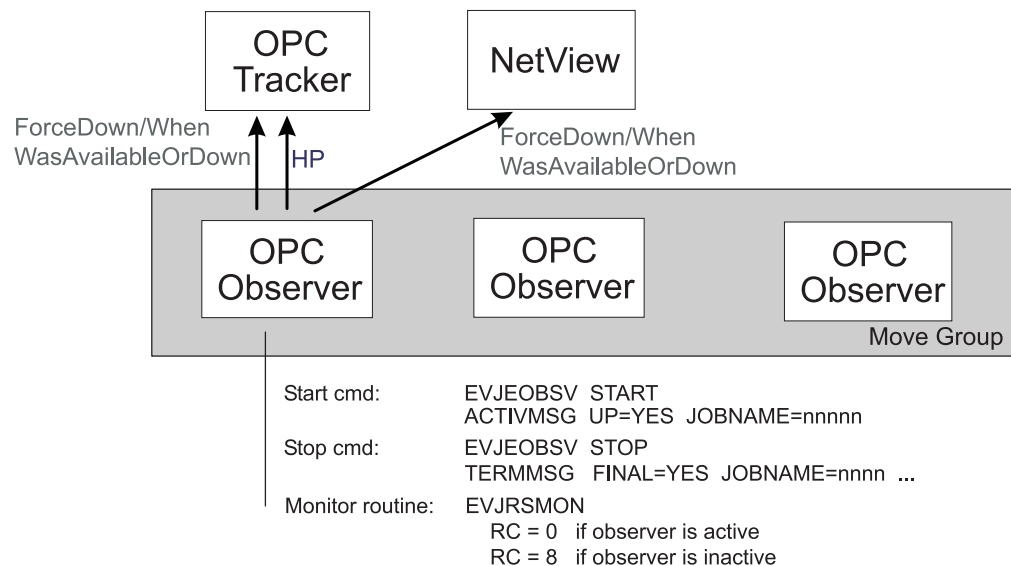 OPC
Tracker
NetView
ForceDown/When
WasAvailableOrDown
HP
ForceDown/When
WasAvailableOrDown
OPC
Observer
OPC
Observer
OPC
Observer
Move Group
Start cmd: EVJEOBSV START
ACTIVMSG UP=YES JOBNAME=nnnnn
Stop cmd: EVJEOBSV STOP
TERMMSG FINAL=YES JOBNAME=nnnn ...
Monitor routine: EVJRSMON
RC = 0 if observer is active
RC = 8 if observer is inactive